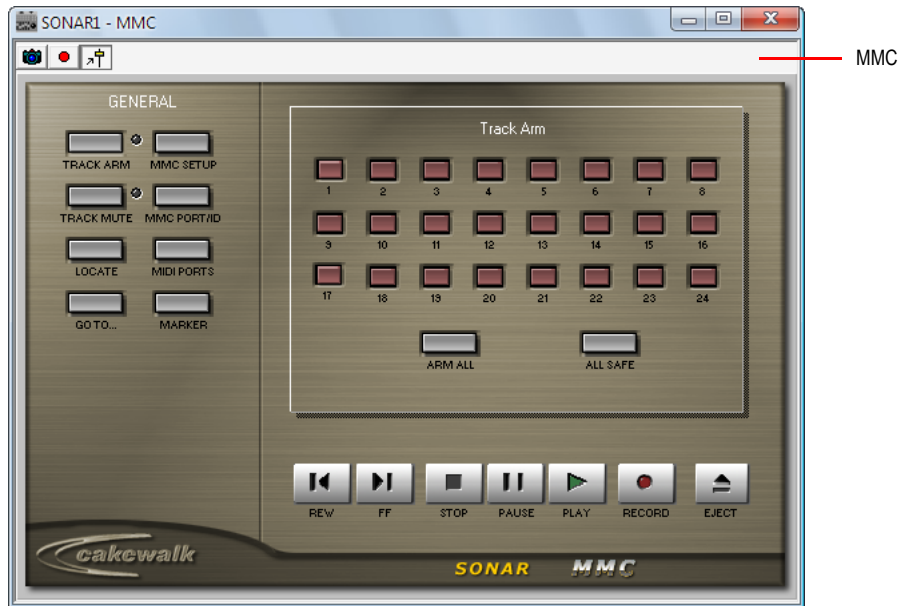 SONAR1 - MMC
MMC
GENERAL
TRACK ARM MMC SETUP
TRACK MUTE MMC PORT/ID
LOCATE MIDI PORTS
GO TO... MARKER
Track Arm
1 2 3 4 5 6 7 8
9 10 11 12 13 14 15 16
17 18 19 20 21 22 23 24
ARM ALL ALL SAFE
REW FF STOP PAUSE PLAY RECORD EJECT
cakewalk
SONAR MMC